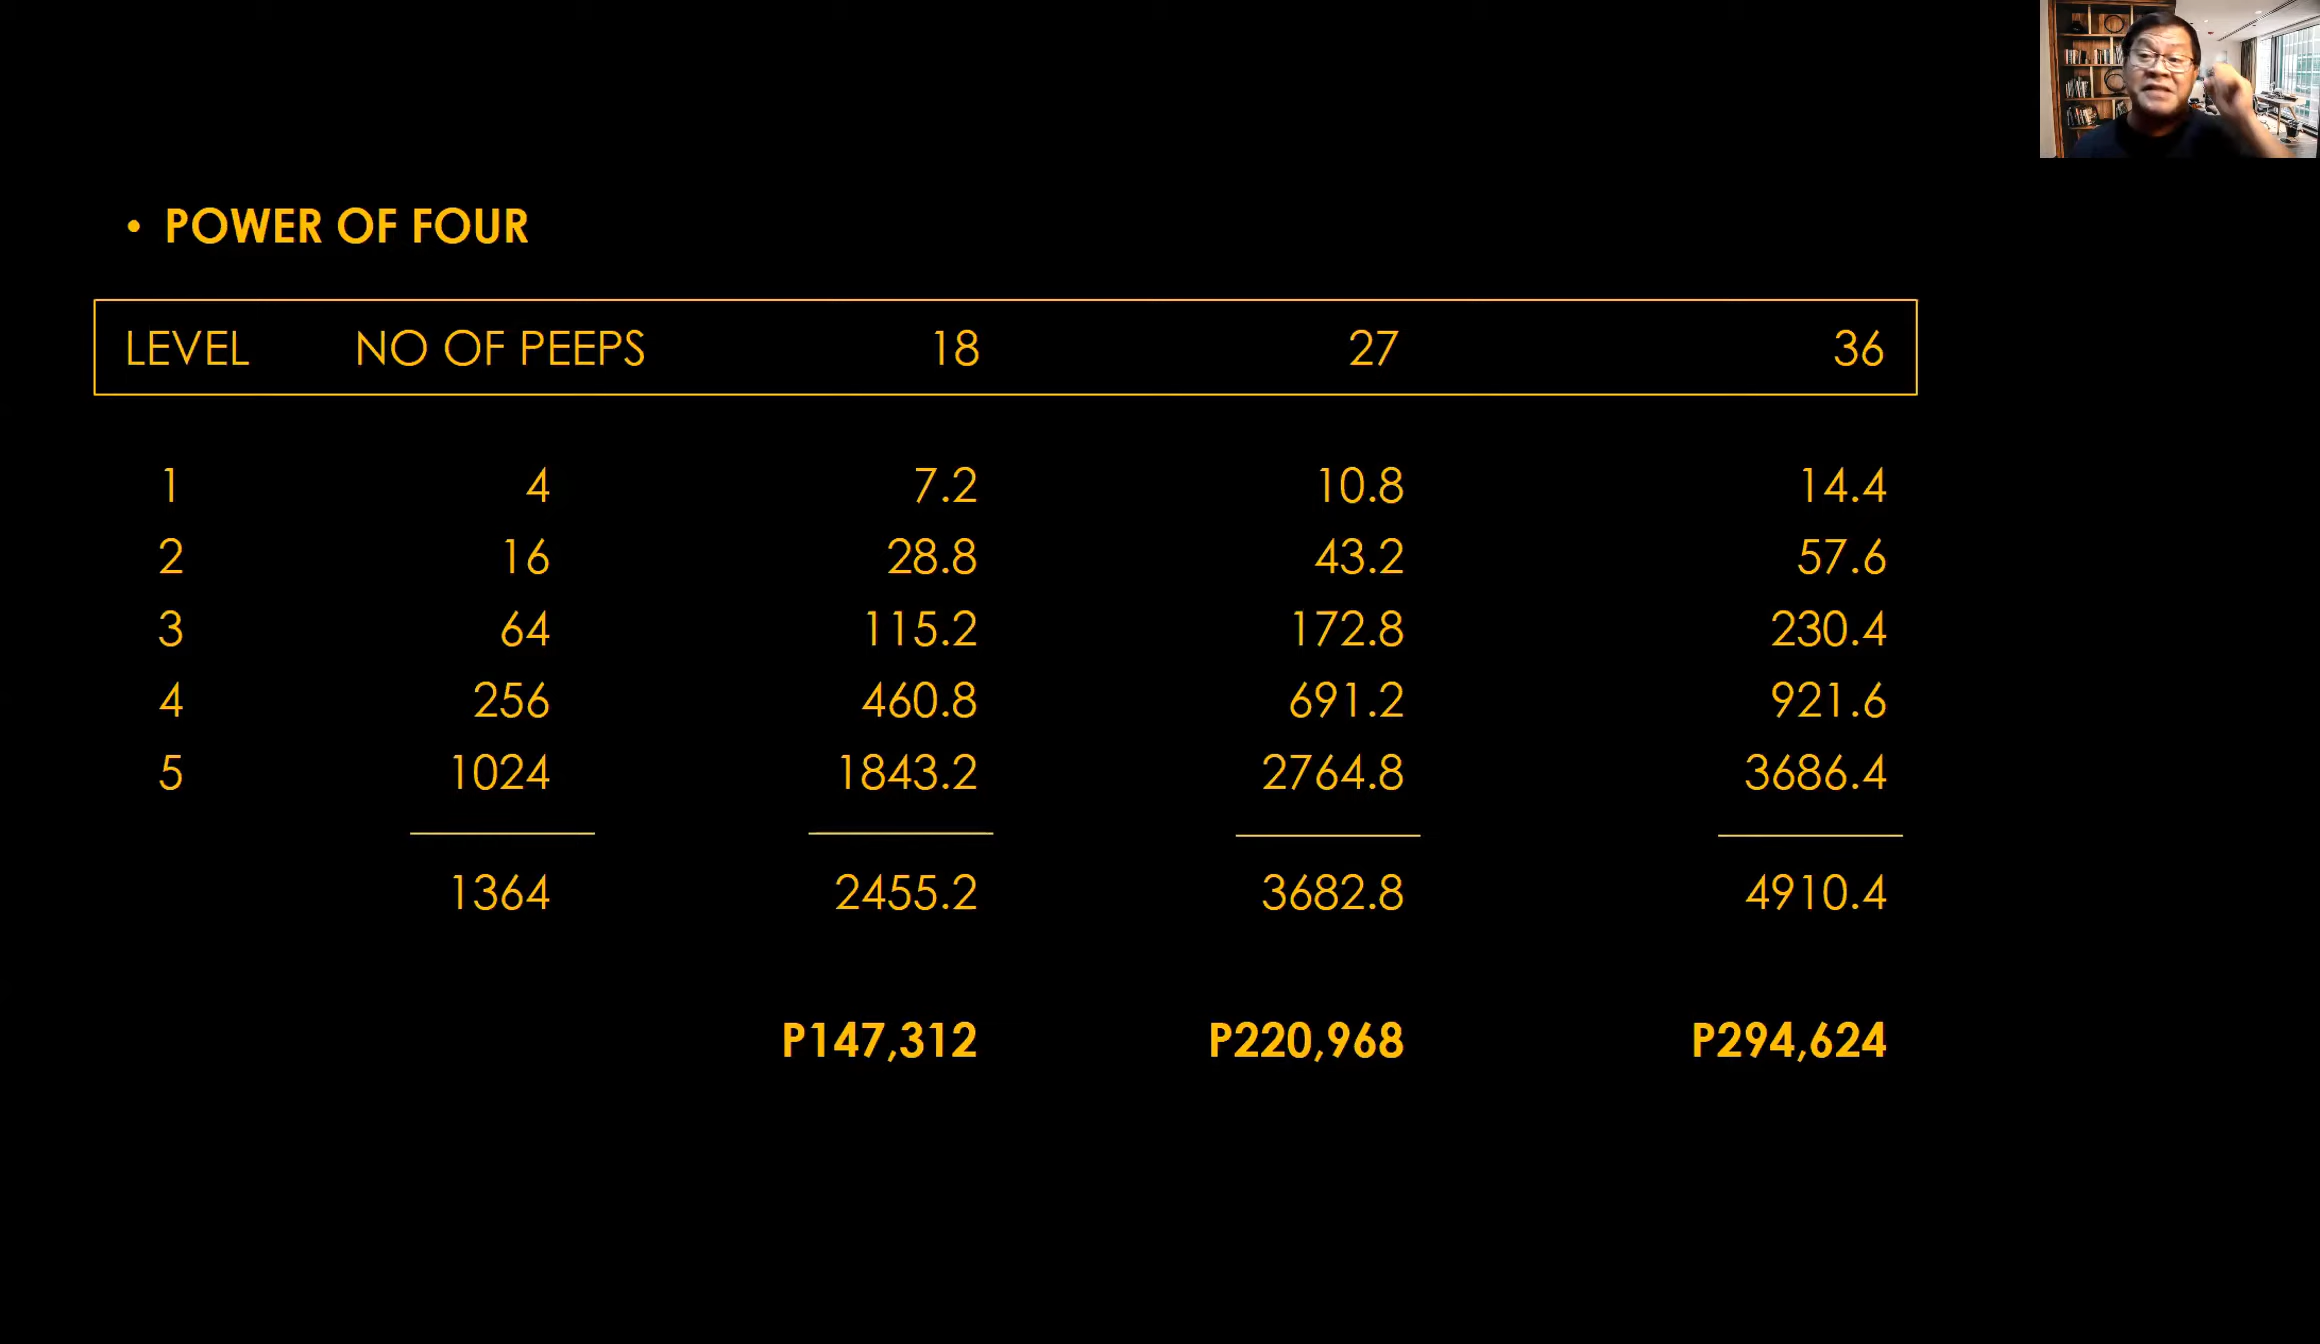 • POWER OF FOUR
LEVEL NO OF PEEPS 18 27 36
1 4 7.2 10.8 14.4
2 16 28.8 43.2 57.6
3 64 115.2 172.8 230.4
4 256 460.8 691.2 921.6
5 1024 1843.2 2764.8 3686.4
1364 2455.2 3682.8 4910.4
P147,312 P220,968 P294,624